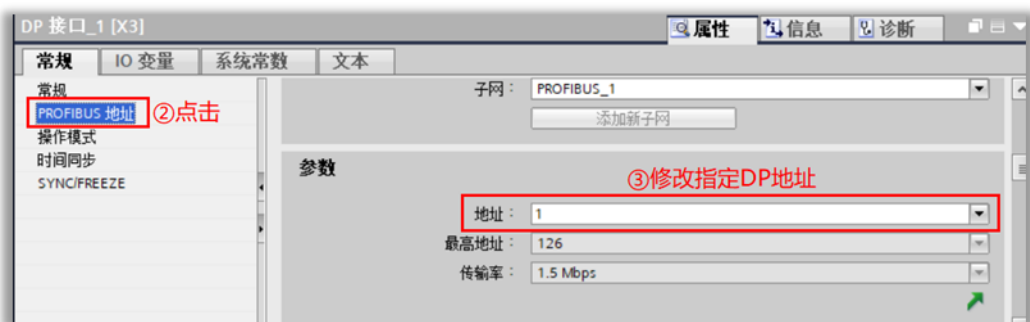 DP 接口_1 [X3] 属性 信息 诊断
常规 IO 变量 系统常数 文本
常规
PROFIBUS 地址 ②点击
操作模式
时间同步
SYNC/FREEZE
子网： PROFIBUS_1
添加新子网
参数
③修改指定DP地址
地址： 1
最高地址： 126
传输率： 1.5 Mbps